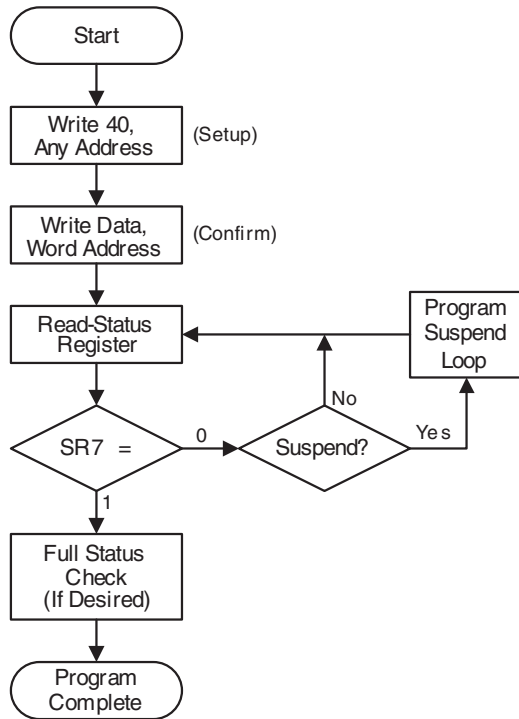 Start
Write 40,
Any Address
(Setup)
Write Data,
Word Address
(Confirm)
Read-Status
Register
Program
Suspend
Loop
No
SR7 =
0
Suspend?
Yes
1
Full Status
Check
(If Desired)
Program
Complete